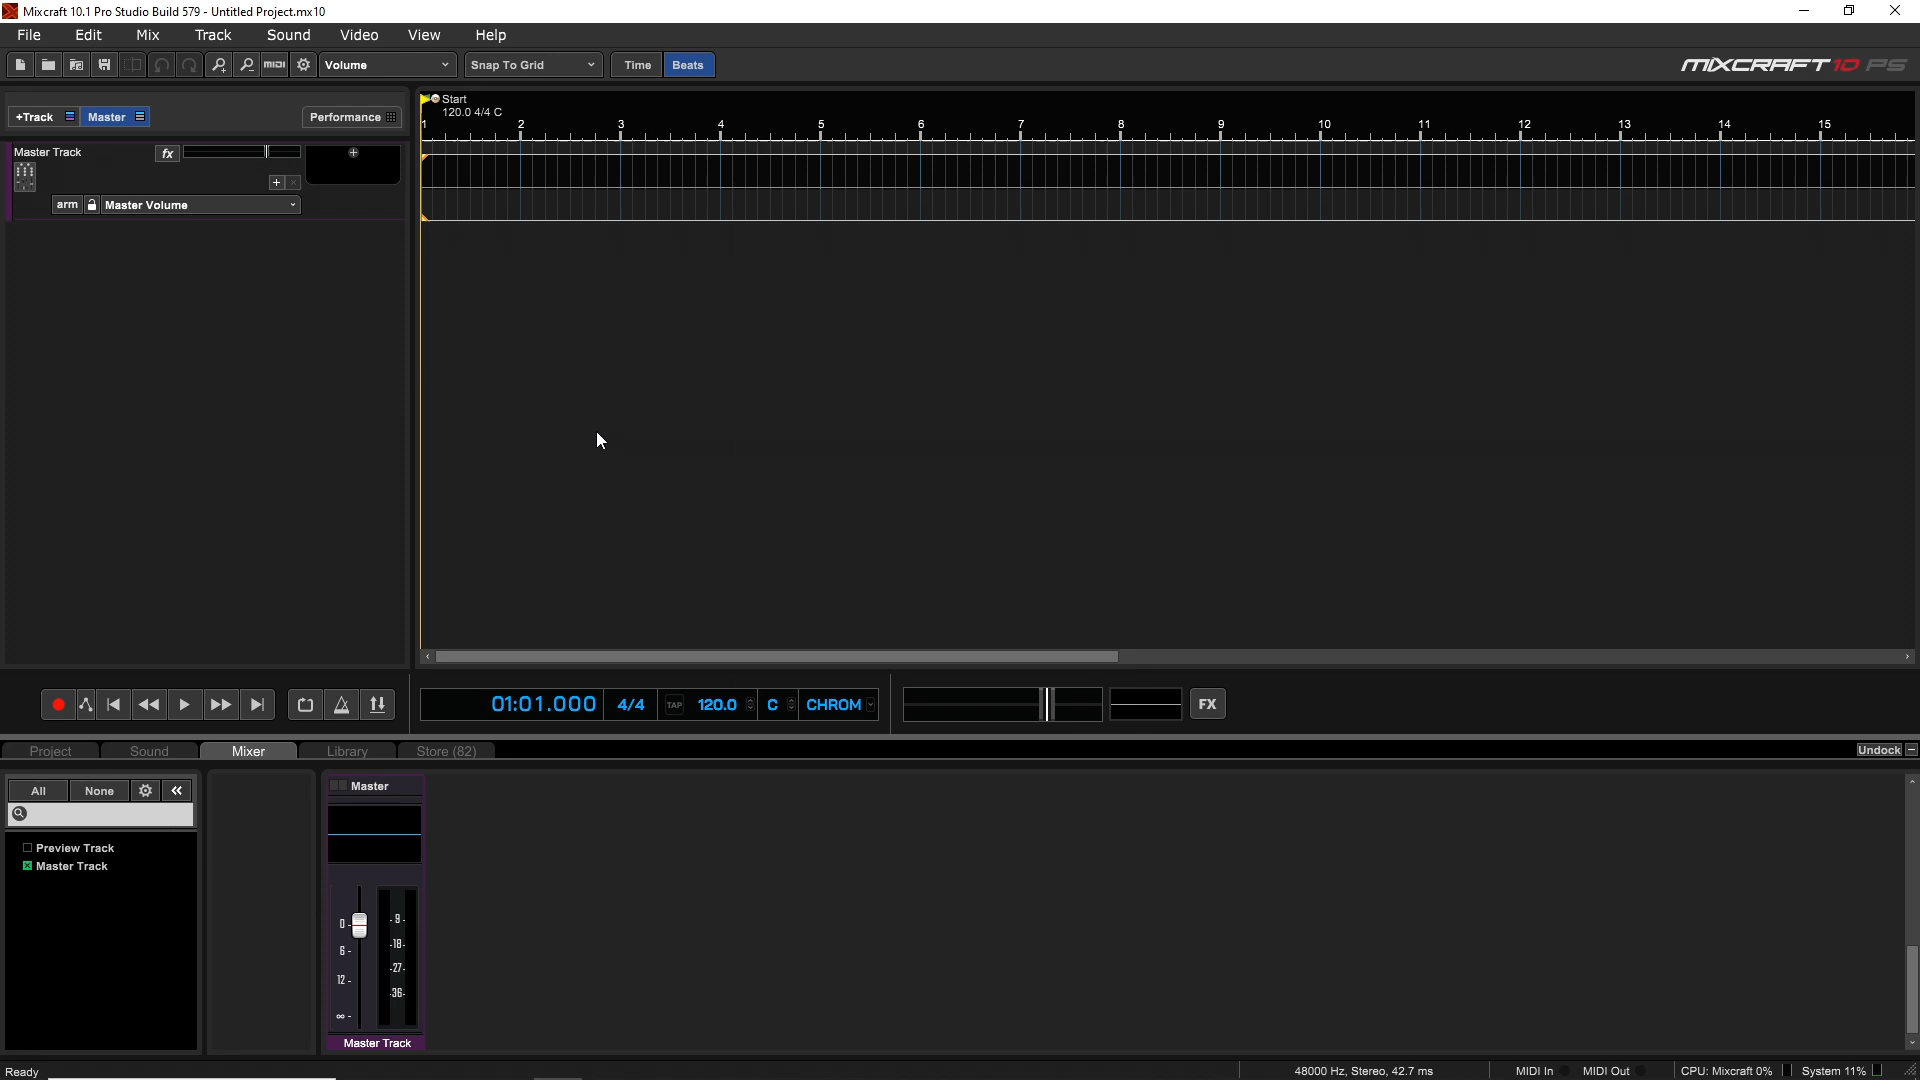 Mixcraft 10.1 Pro Studio Build 579 - Untitled Project.mx10
File Edit Mix Track Sound Video View Help
MIDI Volume Snap To Grid Time Beats MIXCRAFT 10 PS
+Track Master Performance
Start
120.0 4/4 C
1 2 3 4 5 6 7 8 9 10 11 12 13 14 15
Master Track fx
arm Master Volume
01:01.000 4/4 TAP 120.0 C CHROM FX
Project Sound Mixer Library Store (82) Undock
All None
Preview Track
Master Track
Master
0
6
12
∞
-9-
-18-
-27-
-36-
Master Track
Ready 48000 Hz, Stereo, 42.7 ms MIDI In MIDI Out CPU: Mixcraft 0% System 11%